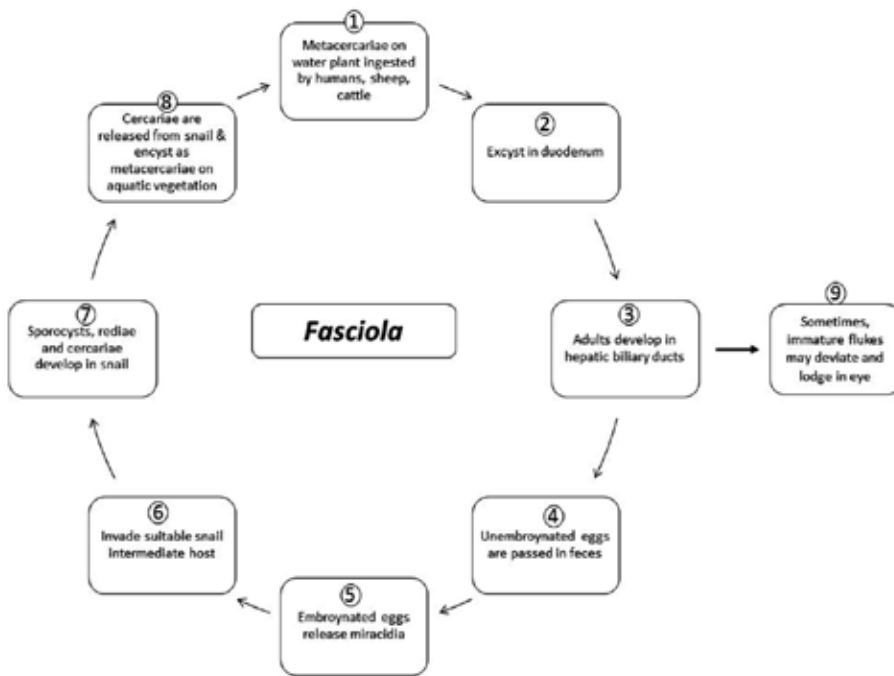 ①
Metacercariae on
water plant ingested
by humans, sheep,
cattle
②
Excyst in duodenum
③
Adults develop in
hepatic biliary ducts
④
Unembroynated eggs
are passed in feces
⑤
Embroynated eggs
release miracidia
⑥
Invade suitable snail
intermediate host
⑦
Sporocysts, rediae
and cercariae
develop in snail
⑧
Cercariae are
released from snail &
encyst as
metacercariae on
aquatic vegetation
⑨
Sometimes,
immature flukes
may deviate and
lodge in eye
Fasciola